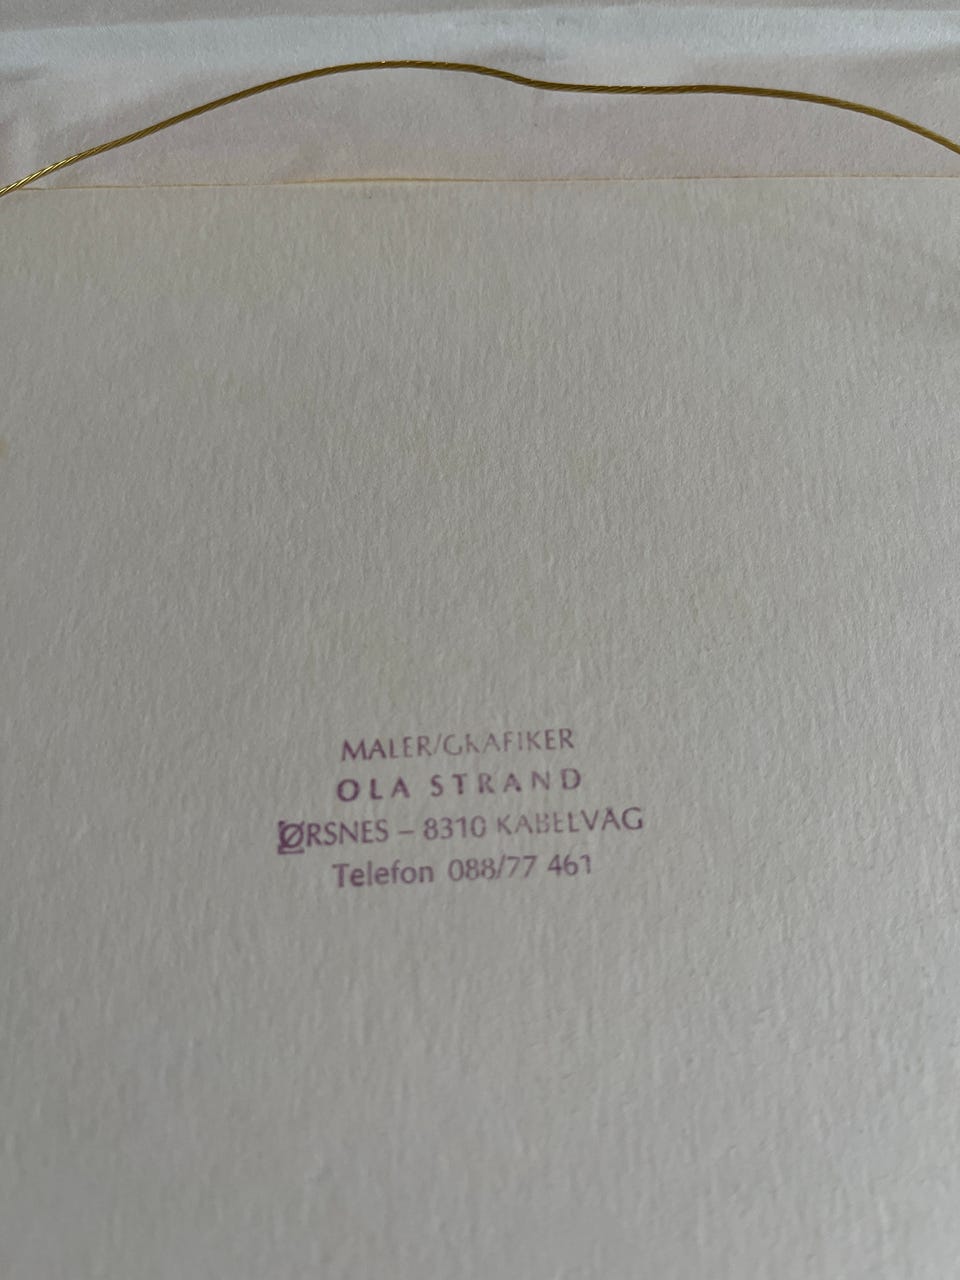 MALER/GRAFIKER
OLA STRAND
ØRSNES – 8310 KABELVÅG
Telefon 088/77 461